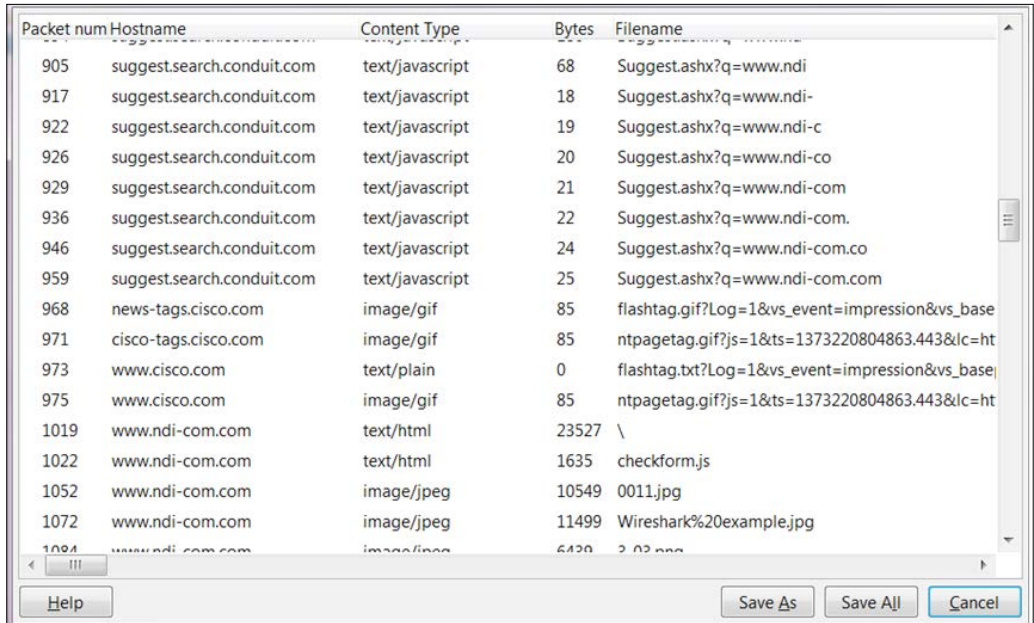 Packet num Hostname Content Type Bytes Filename
905 suggest.search.conduit.com text/javascript 68 Suggest.ashx?q=www.ndi
917 suggest.search.conduit.com text/javascript 18 Suggest.ashx?q=www.ndi-
922 suggest.search.conduit.com text/javascript 19 Suggest.ashx?q=www.ndi-c
926 suggest.search.conduit.com text/javascript 20 Suggest.ashx?q=www.ndi-co
929 suggest.search.conduit.com text/javascript 21 Suggest.ashx?q=www.ndi-com
936 suggest.search.conduit.com text/javascript 22 Suggest.ashx?q=www.ndi-com.
946 suggest.search.conduit.com text/javascript 24 Suggest.ashx?q=www.ndi-com.co
959 suggest.search.conduit.com text/javascript 25 Suggest.ashx?q=www.ndi-com.com
968 news-tags.cisco.com image/gif 85 flashtag.gif?Log=1&vs_event=impression&vs_base
971 cisco-tags.cisco.com image/gif 85 ntpagetag.gif?js=1&ts=1373220804863.443&lc=ht
973 www.cisco.com text/plain 0 flashtag.txt?Log=1&vs_event=impression&vs_base
975 www.cisco.com image/gif 85 ntpagetag.gif?js=1&ts=1373220804863.443&lc=ht
1019 www.ndi-com.com text/html 23527 \
1022 www.ndi-com.com text/html 1635 checkform.js
1052 www.ndi-com.com image/jpeg 10549 0011.jpg
1072 www.ndi-com.com image/jpeg 11499 Wireshark%20example.jpg
1084 www.ndi-com.com image/jpeg 6439 3_03.png
Help Save As Save All Cancel